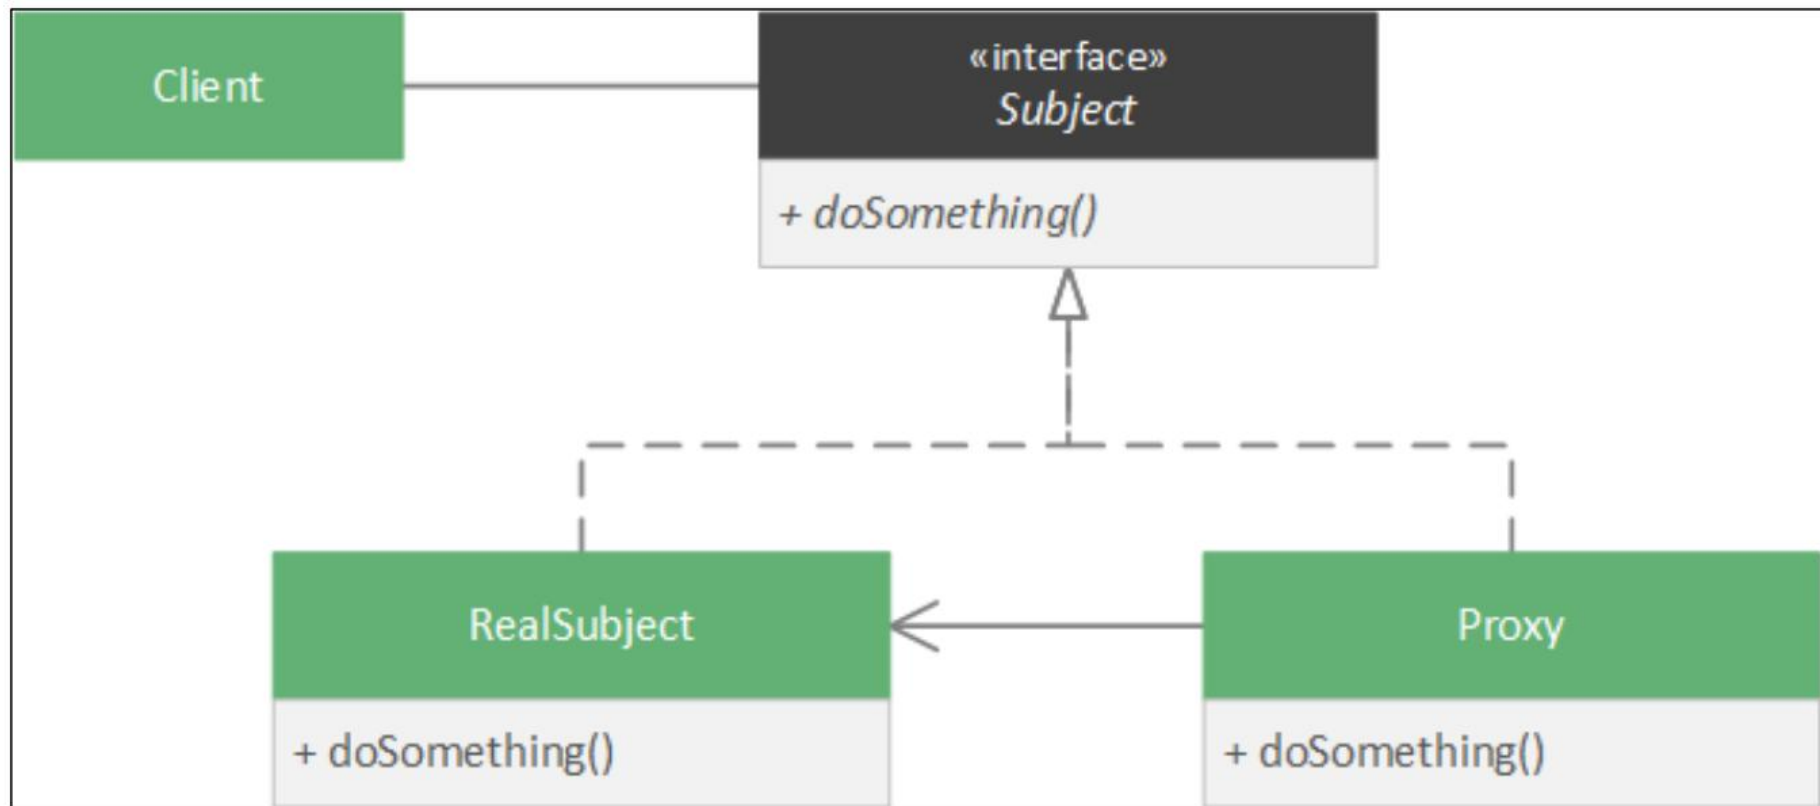 Client
«interface»
Subject
+ doSomething()
RealSubject
Proxy
+ doSomething()
+ doSomething()